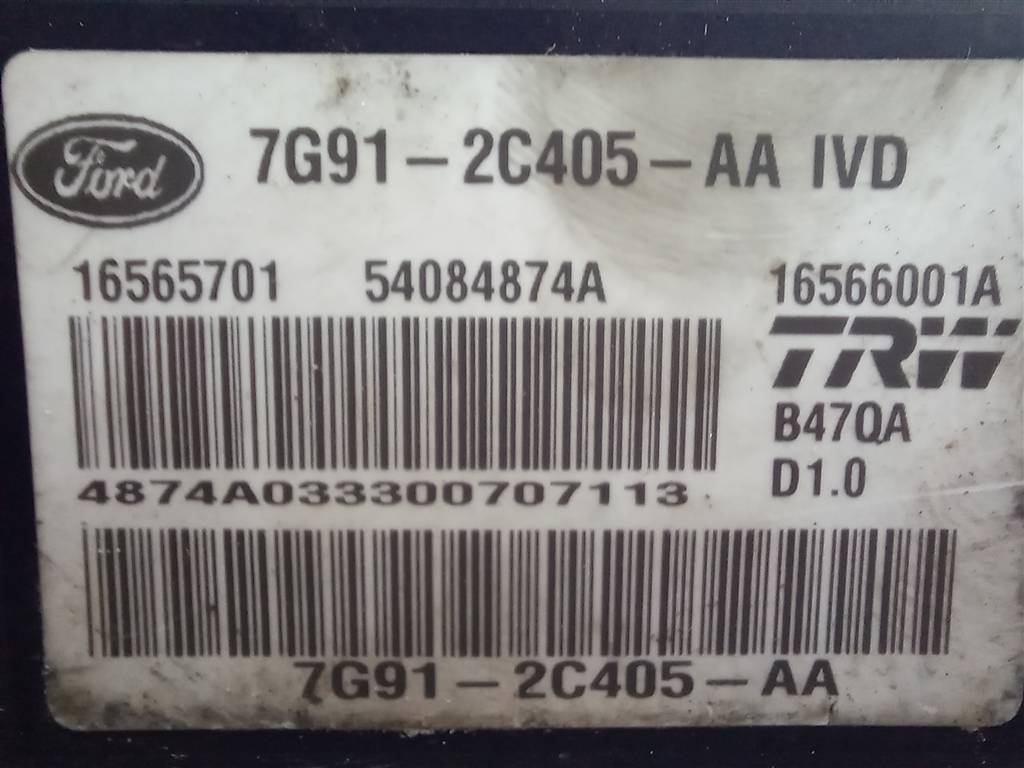 Ford 7G91-2C405-AA IVD
16565701 54084874A 16566001A
TRW
B47QA
D1.0
4874A033300707113
7G91-2C405-AA